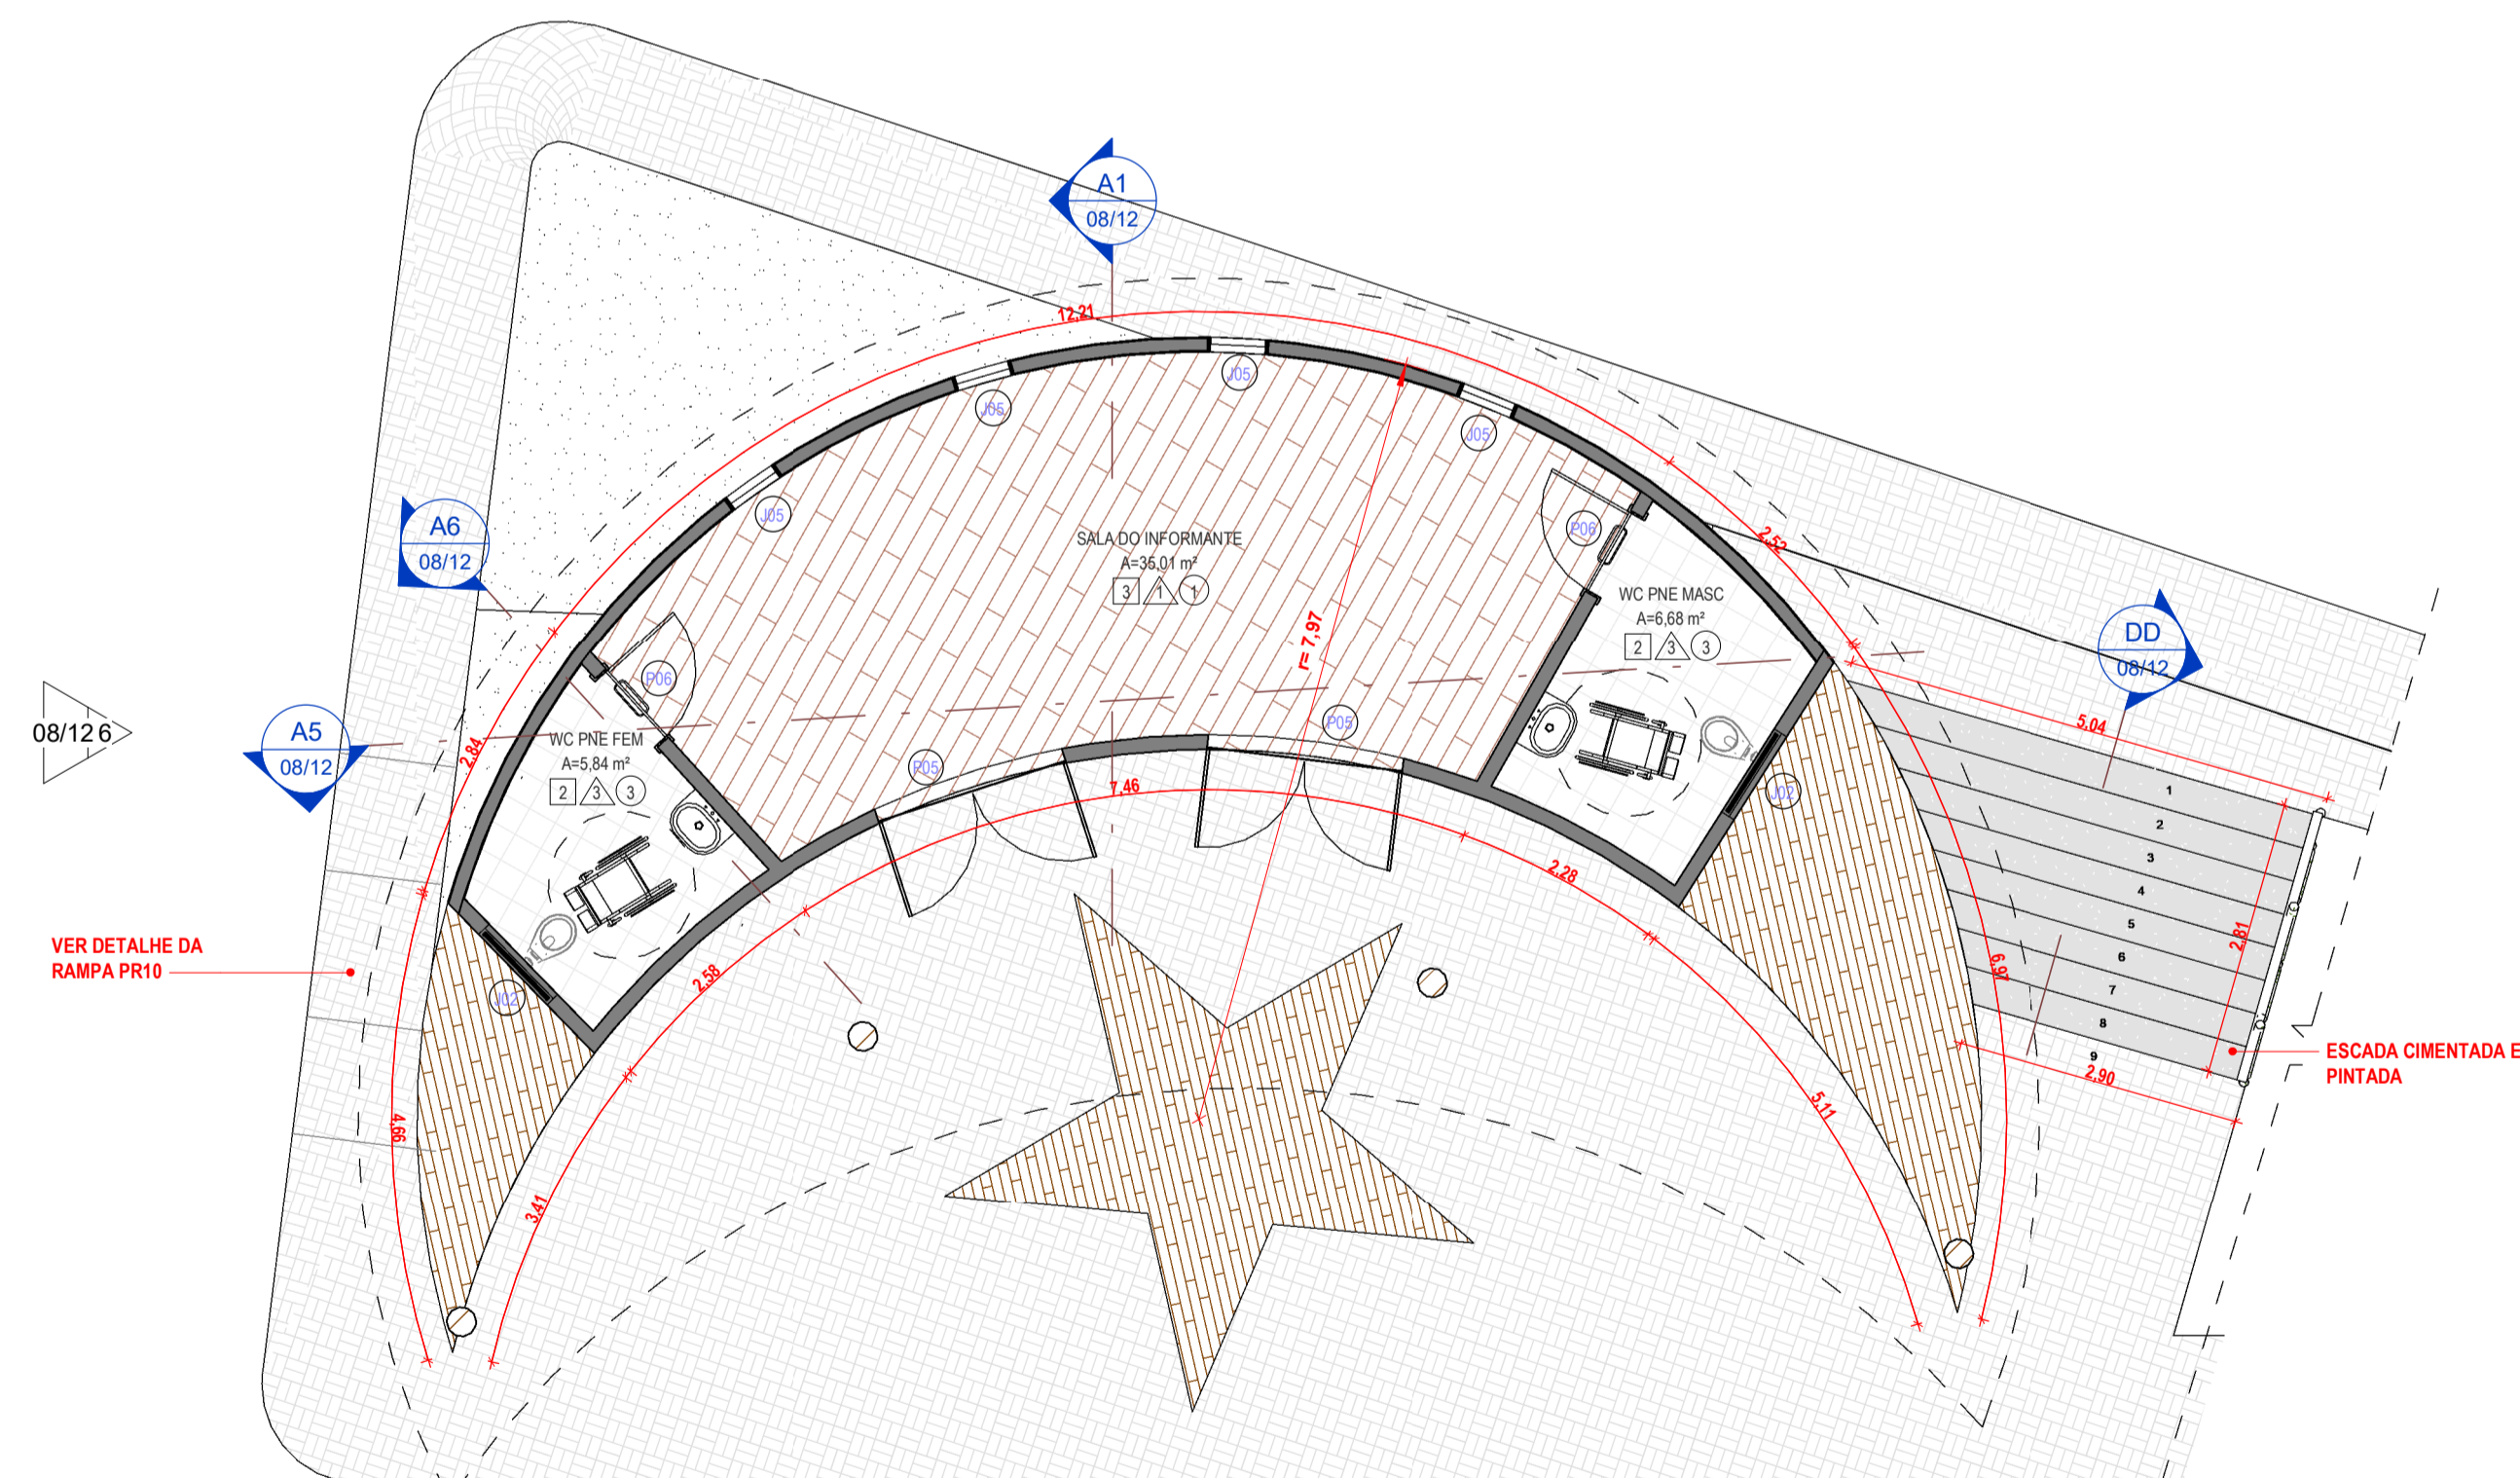 A1
08/12
12,21
J05
J05
J05
J05
A6
08/12
SALA DO INFORMANTE
A=35,01 m²
3 1 1
P06
2,52
r= 7,97
WC PNE MASC
A=6,68 m²
2 3 3
DD
08/12
P06
P05
5,04
08/12 6
A5
08/12
2,84
WC PNE FEM
A=5,84 m²
2 3 3
P05
7,46
J02
1
2
3
4
5
6
7
8
9
2,28
2,81
VER DETALHE DA
RAMPA PR10
J02
2,58
6,97
ESCADA CIMENTADA E
PINTADA
2,90
4,66
5,11
3,41